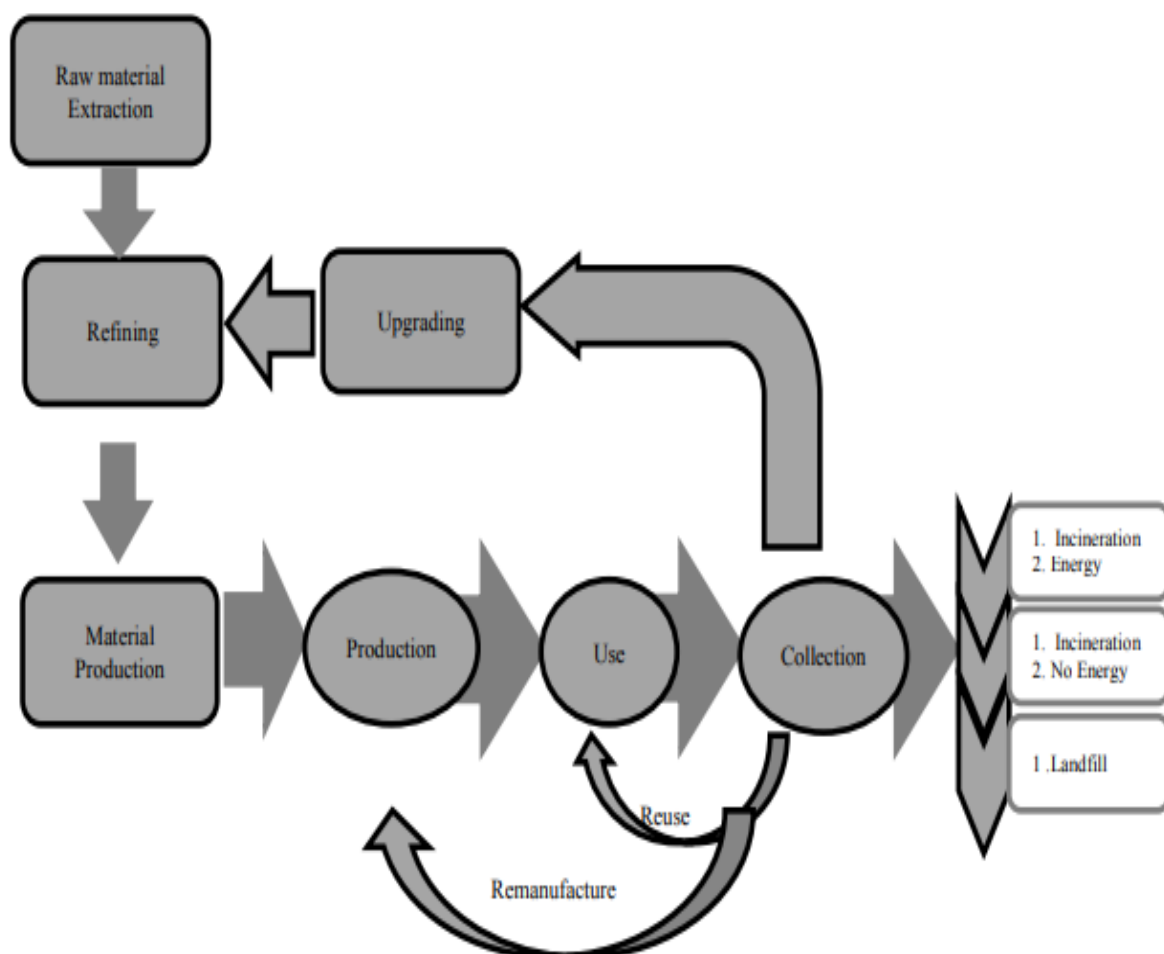 Raw material
Extraction
Refining
Upgrading
Material
Production
Production
Use
Collection
1. Incineration
2. Energy
1. Incineration
2. No Energy
1 .Landfill
Reuse
Remanufacture